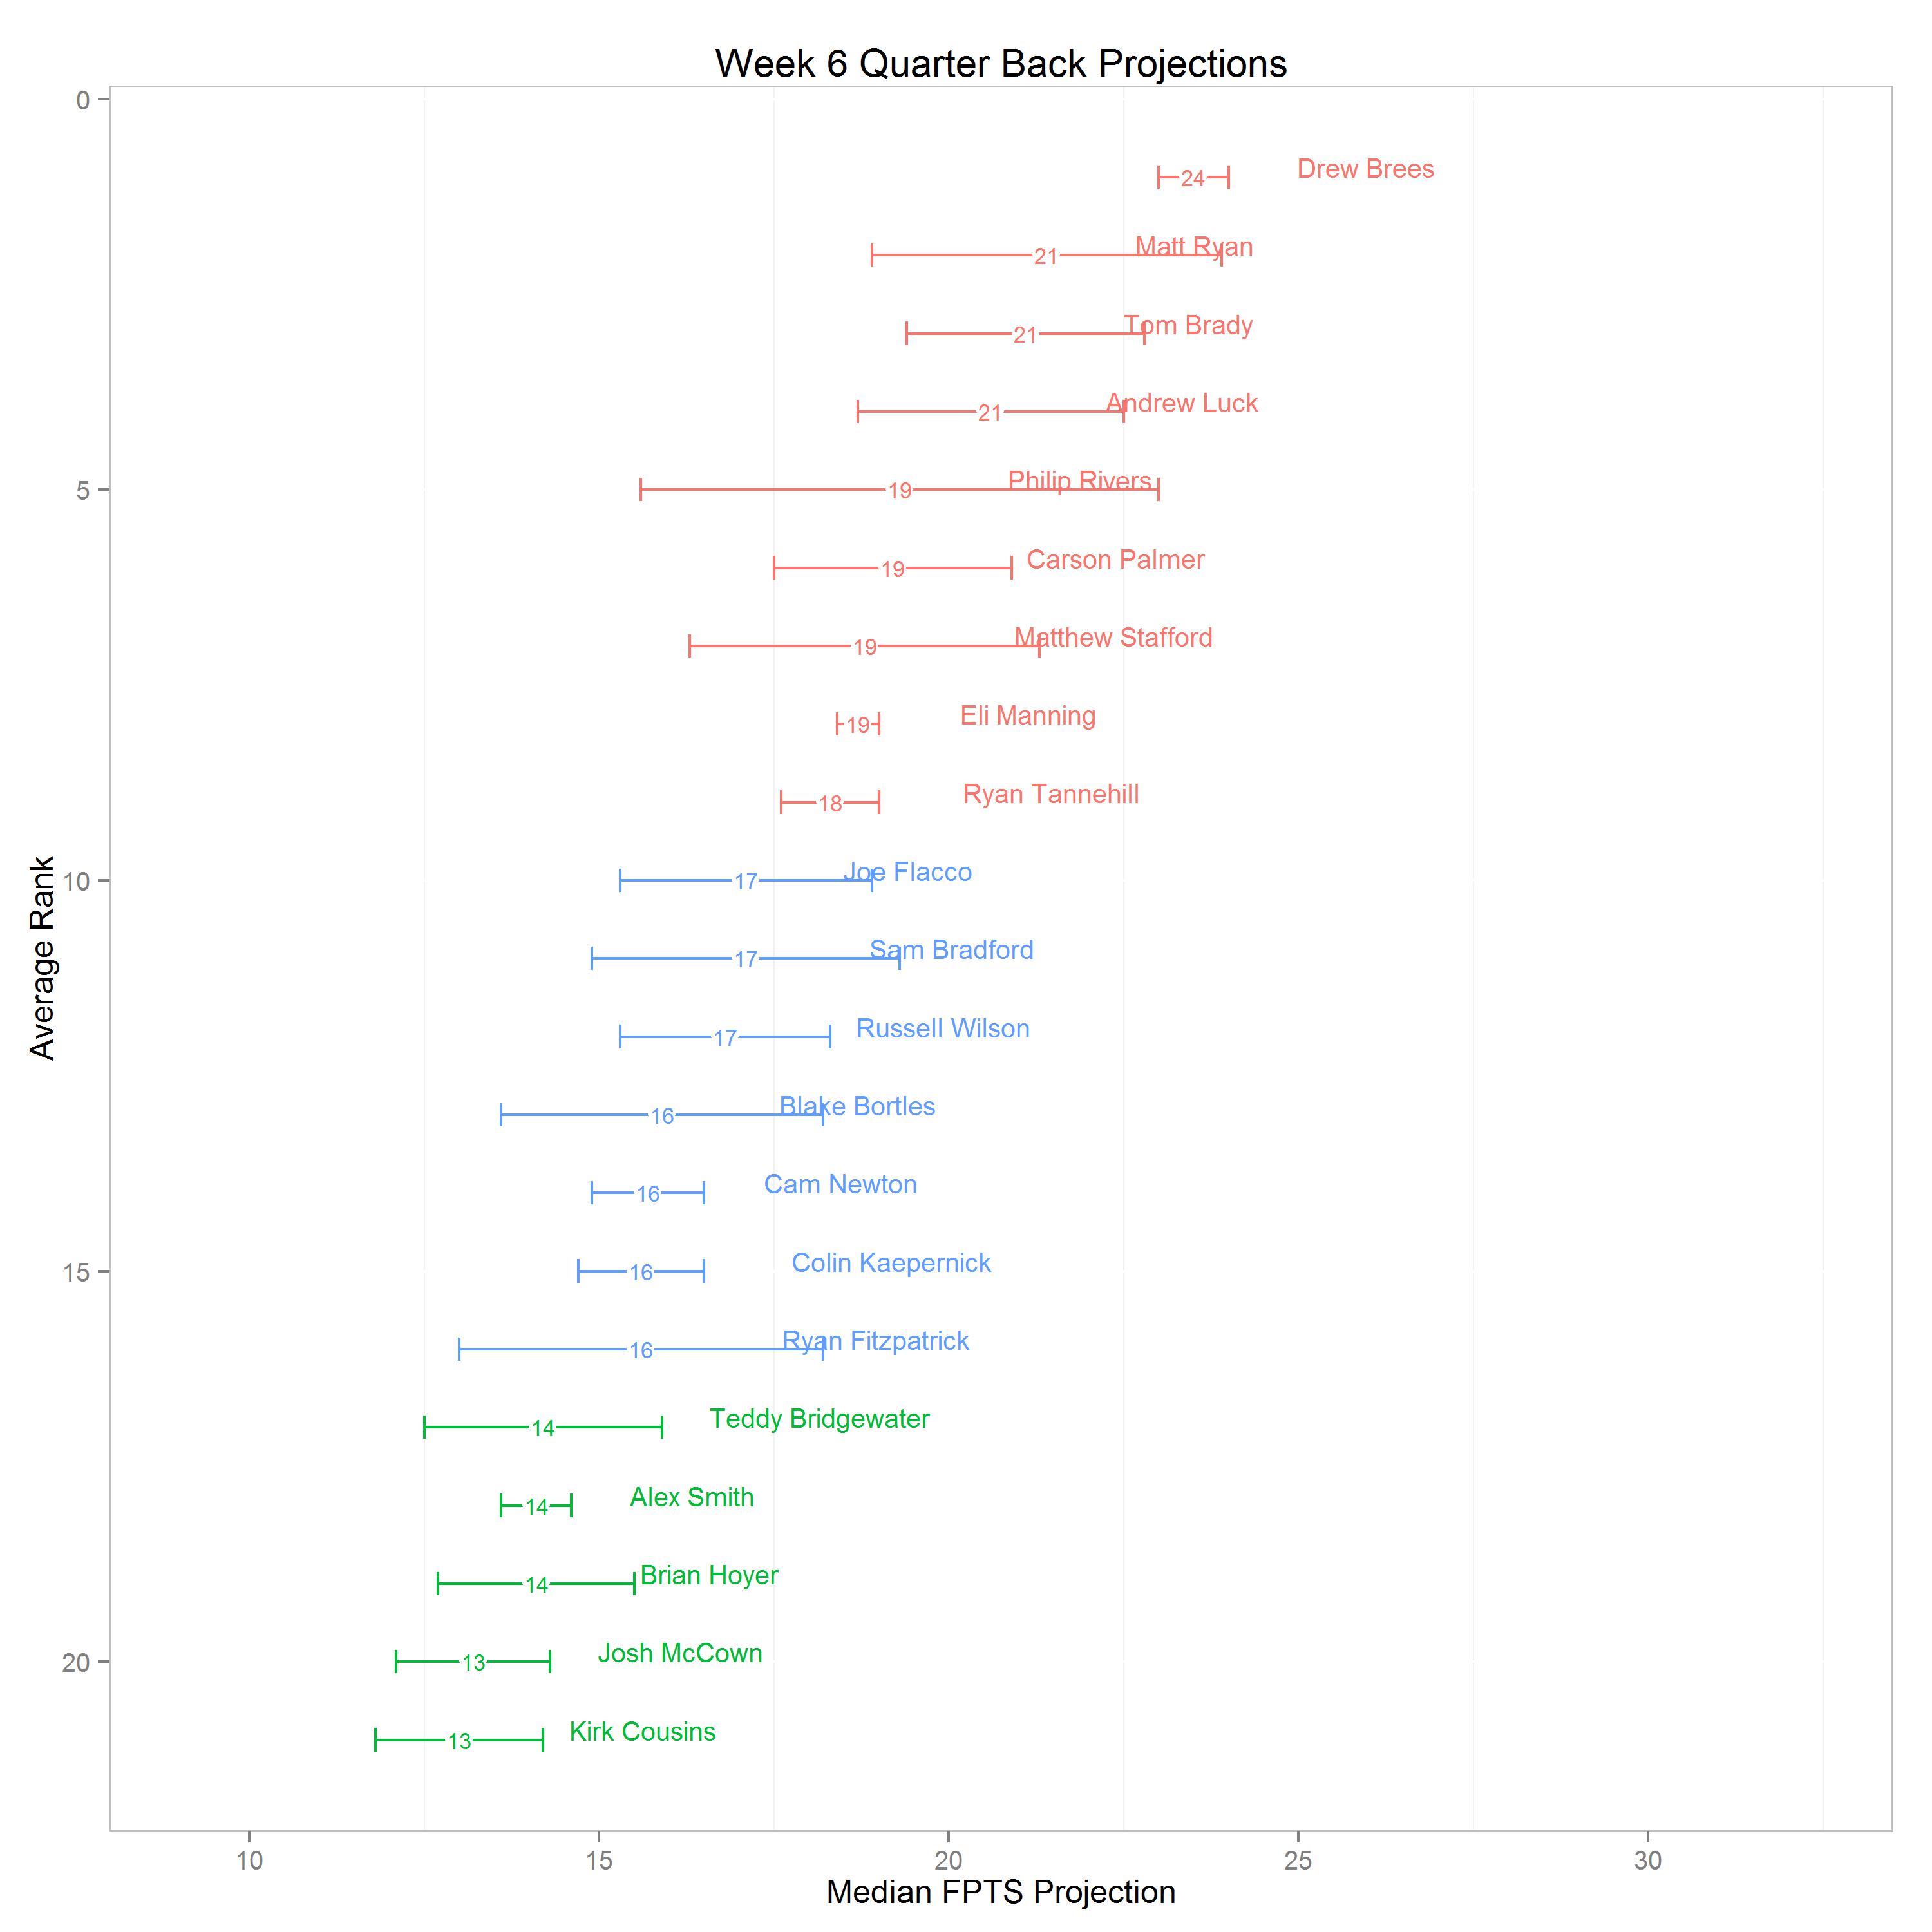 Week 6 Quarter Back Projections
0
24 Drew Brees
21 Matt Ryan
21 Tom Brady
21 Andrew Luck
5 19 Philip Rivers
19 Carson Palmer
19 Matthew Stafford
19 Eli Manning
18 Ryan Tannehill
10 17 Joe Flacco
17 Sam Bradford
Average Rank
17 Russell Wilson
16 Blake Bortles
16 Cam Newton
15 16 Colin Kaepernick
16 Ryan Fitzpatrick
14 Teddy Bridgewater
14 Alex Smith
14 Brian Hoyer
20 13 Josh McCown
13 Kirk Cousins
10 15 20 25 30
Median FPTS Projection